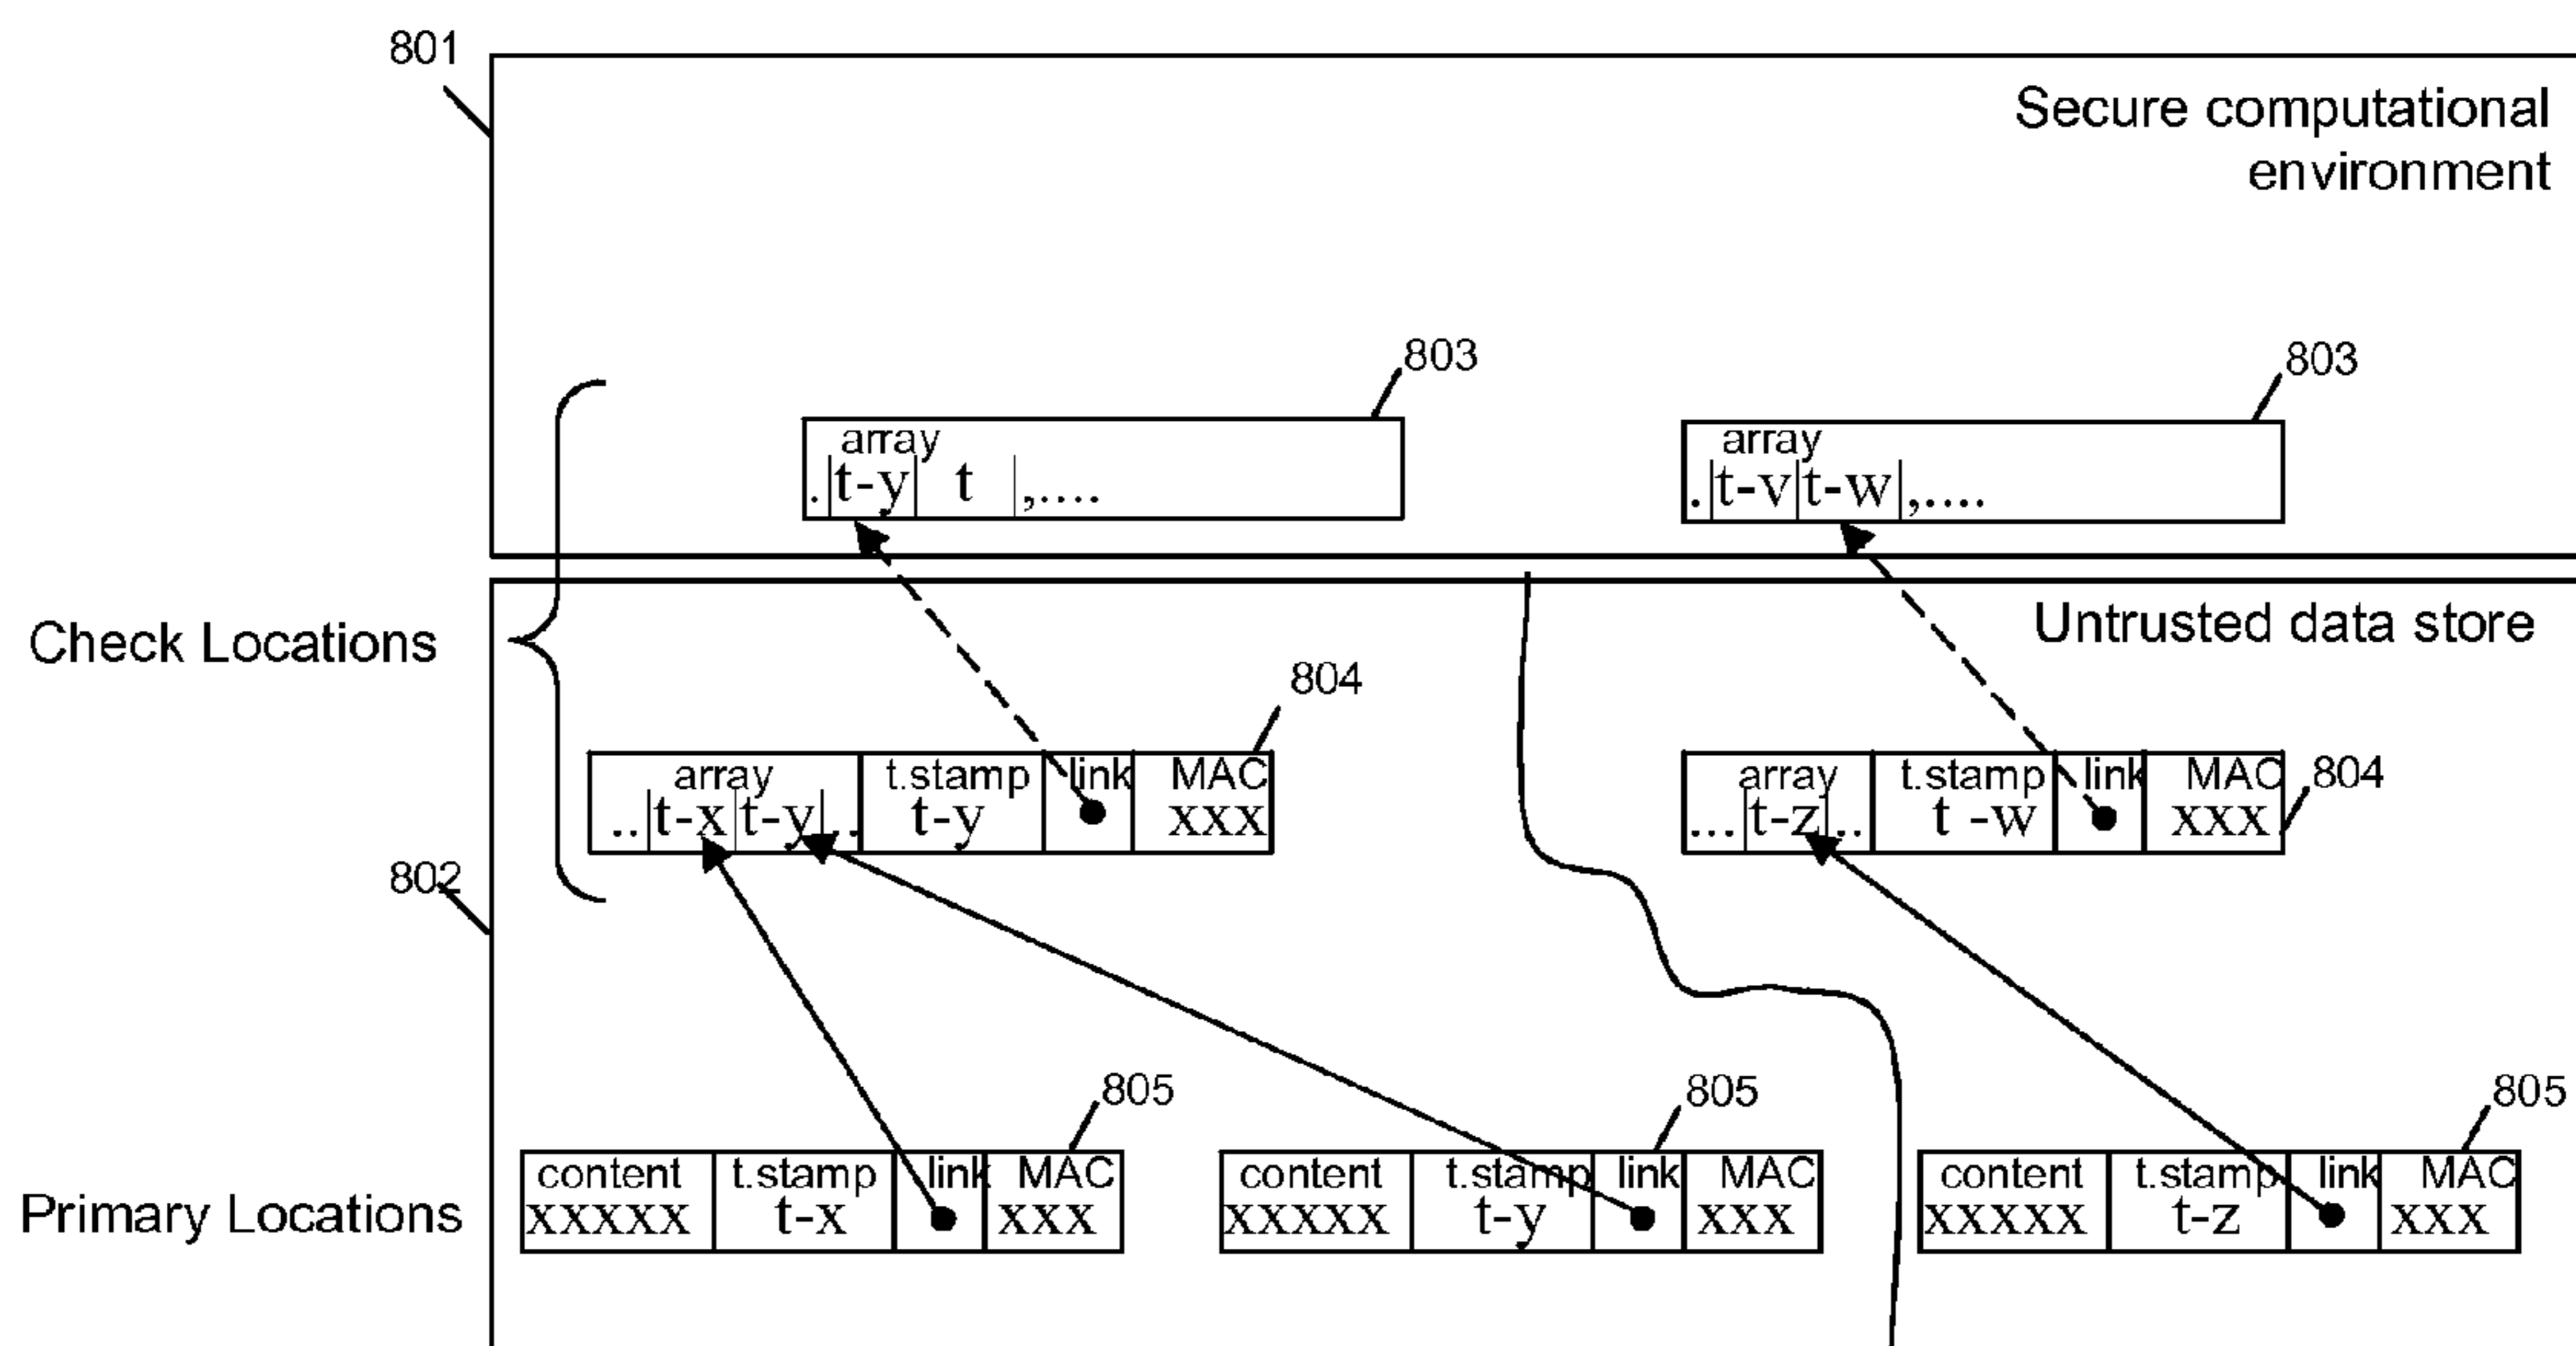 801
Secure computational
environment
803
803
array
.|t-y| t |,....
array
.|t-v|t-w|,....
Check Locations
Untrusted data store
804
array t.stamp link MAC
..|t-x|t-y|.. t-y xxx
array t.stamp link MAC
...|t-z|.. t -w xxx
804
802
805
805
805
Primary Locations
content t.stamp link MAC
xxxxx t-x xxx
content t.stamp link MAC
xxxxx t-y xxx
content t.stamp link MAC
xxxxx t-z xxx